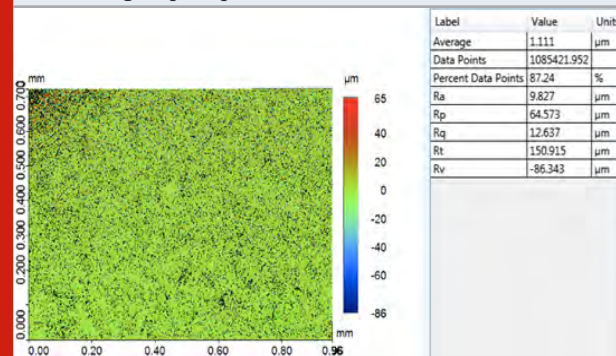 Label Value Unit
Average 1.111 µm
Data Points 1085421.952
Percent Data Points 87.24 %
Ra 9.827 µm
Rp 64.573 µm
Rq 12.637 µm
Rt 150.915 µm
Rv -86.343 µm
mm
µm
0.700
0.600
0.500
0.400
0.300
0.200
0.000
65
40
20
0
-20
-40
-60
-86
mm
0.00 0.20 0.40 0.60 0.80 0.96